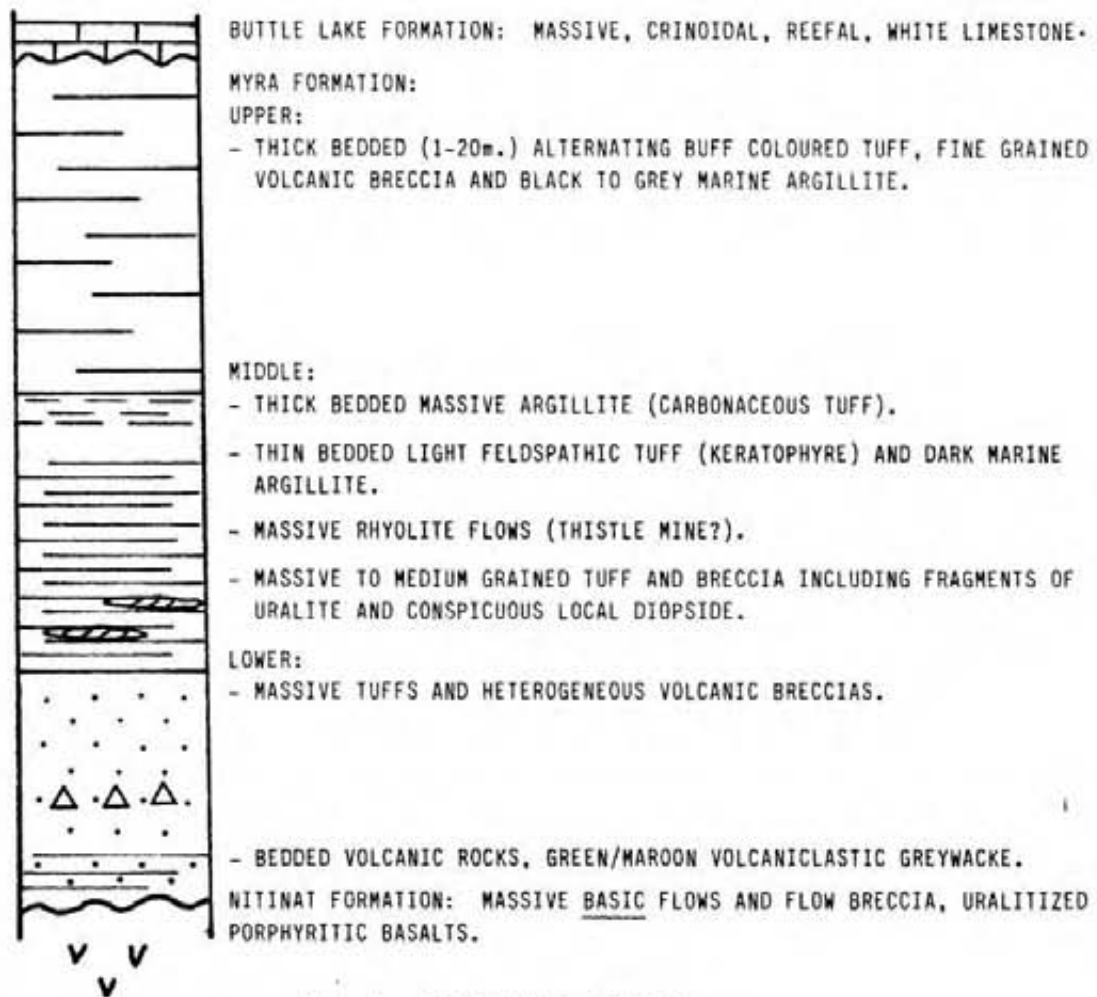 BUTTLE LAKE FORMATION: MASSIVE, CRINOIDAL, REEFAL, WHITE LIMESTONE.
MYRA FORMATION:
UPPER:
- THICK BEDDED (1-20m.) ALTERNATING BUFF COLOURED TUFF, FINE GRAINED
VOLCANIC BRECCIA AND BLACK TO GREY MARINE ARGILLITE.
MIDDLE:
- THICK BEDDED MASSIVE ARGILLITE (CARBONACEOUS TUFF).
- THIN BEDDED LIGHT FELDSPATHIC TUFF (KERATOPHYRE) AND DARK MARINE
ARGILLITE.
- MASSIVE RHYOLITE FLOWS (THISTLE MINE?).
- MASSIVE TO MEDIUM GRAINED TUFF AND BRECCIA INCLUDING FRAGMENTS OF
URALITE AND CONSPICUOUS LOCAL DIOPSIDE.
LOWER:
- MASSIVE TUFFS AND HETEROGENEOUS VOLCANIC BRECCIAS.
- BEDDED VOLCANIC ROCKS, GREEN/MAROON VOLCANICLASTIC GREYWACKE.
NITINAT FORMATION: MASSIVE BASIC FLOWS AND FLOW BRECCIA, URALITIZED
PORPHYRITIC BASALTS.